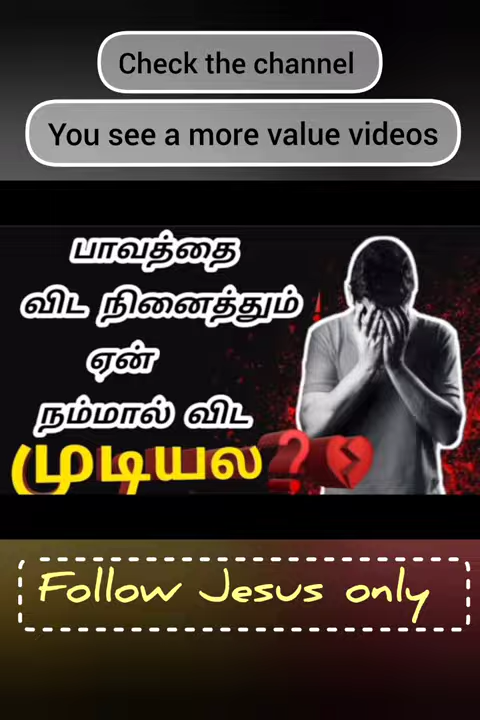 Check the channel
You see a more value videos
பாவத்தை
விட நினைத்தும்
ஏன்
நம்மால் விட
முடியல?
Follow Jesus only